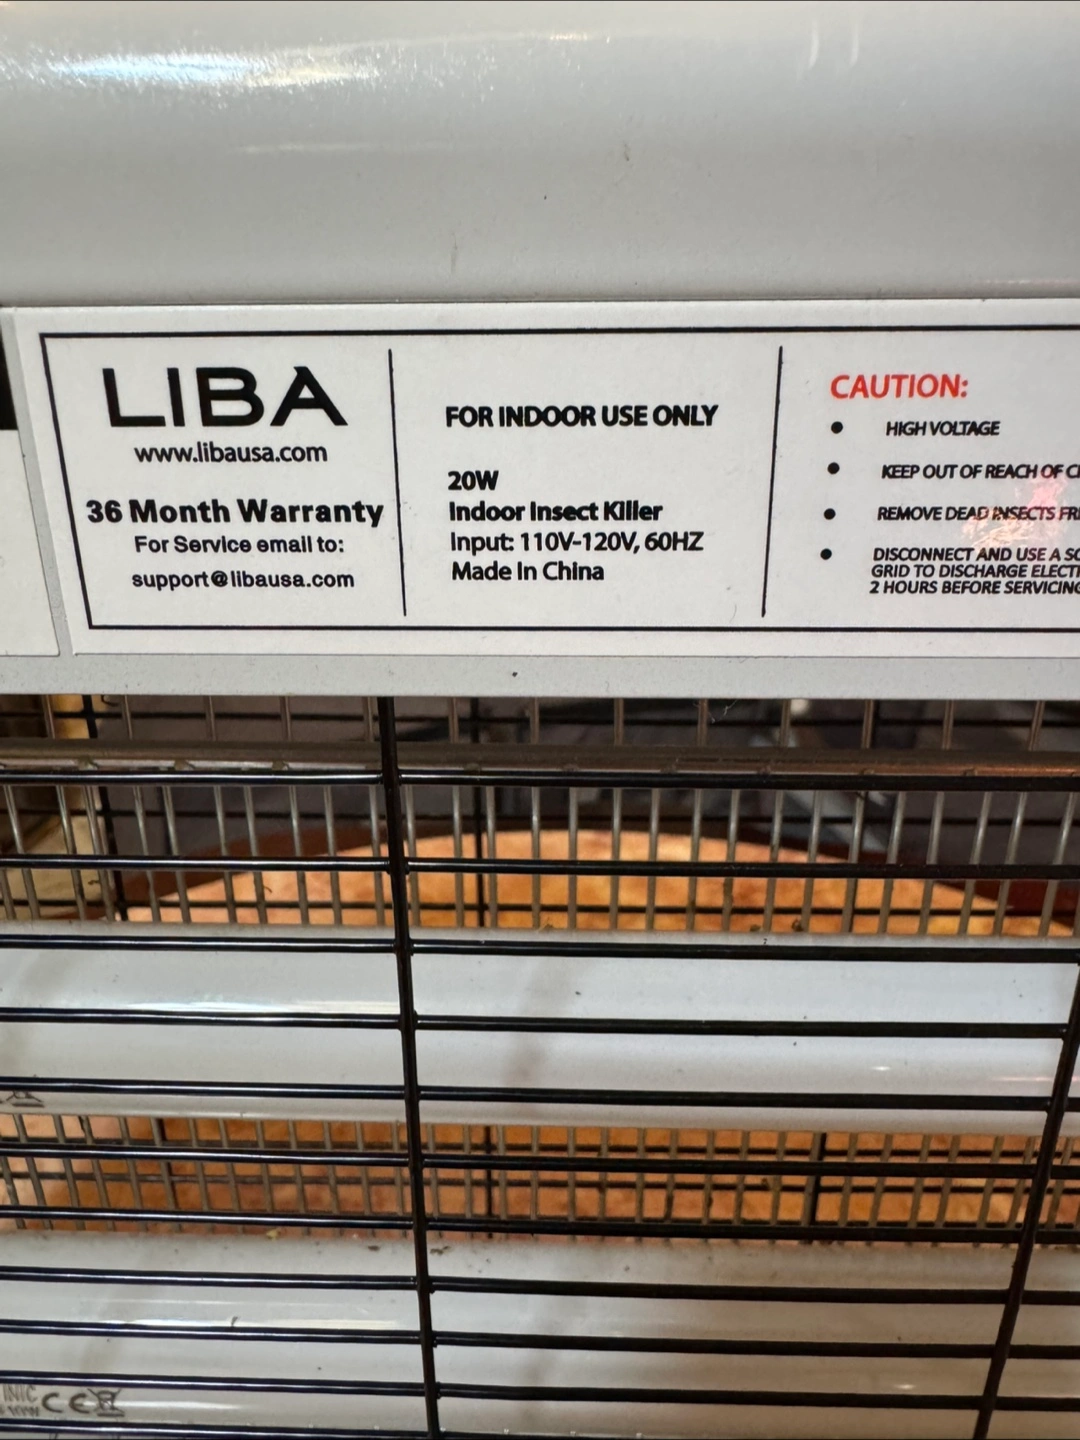 LIBA
www.libausa.com
36 Month Warranty
For Service email to:
support@libausa.com
FOR INDOOR USE ONLY
20W
Indoor Insect Killer
Input: 110V-120V, 60HZ
Made In China
CAUTION:
● HIGH VOLTAGE
● KEEP OUT OF REACH OF
● REMOVE DEAD INSECTS
● DISCONNECT AND USE A
GRID TO DISCHARGE
2 HOURS BEFORE SERVICING
CE